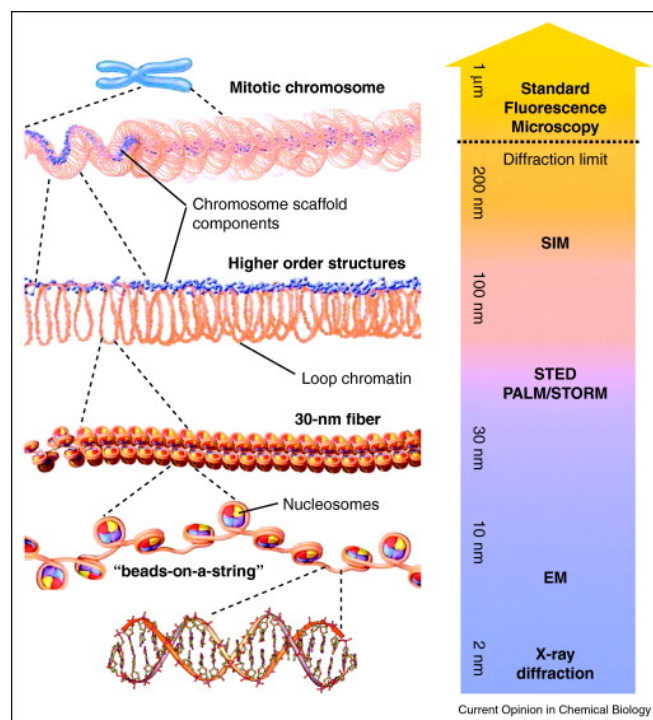 Mitotic chromosome
Chromosome scaffold
components
Higher order structures
Loop chromatin
30-nm fiber
Nucleosomes
“beads-on-a-string”
1 μm
Standard
Fluorescence
Microscopy
Diffraction limit
200 nm
SIM
100 nm
STED
PALM/STORM
30 nm
10 nm
EM
2 nm
X-ray
diffraction
Current Opinion in Chemical Biology